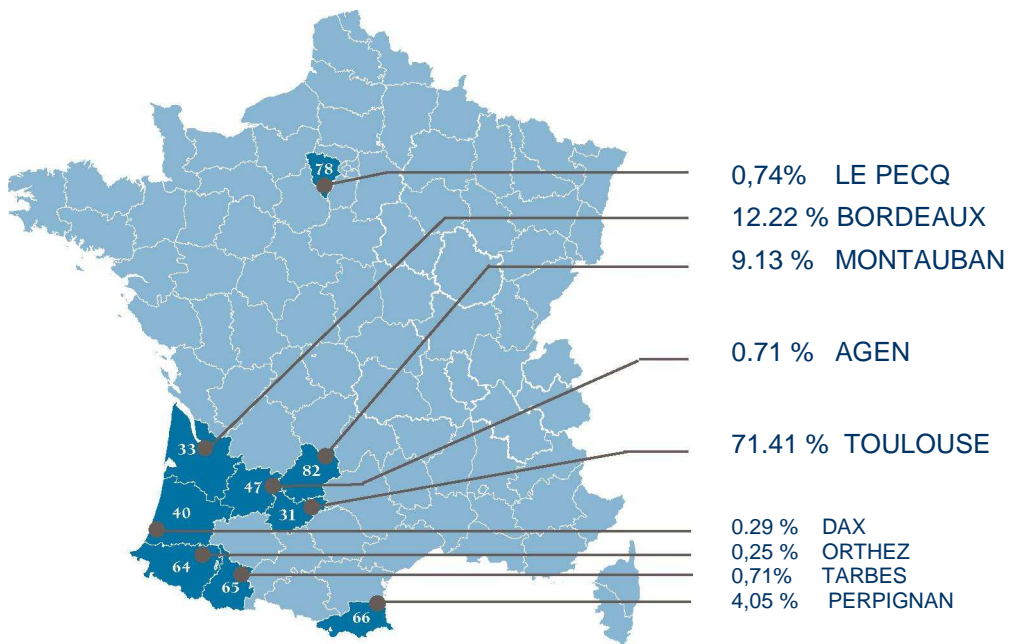 78
0,74% LE PECQ
12.22 % BORDEAUX
9.13 % MONTAUBAN
0.71 % AGEN
33
82
71.41 % TOULOUSE
47
40
31
0.29 % DAX
0,25 % ORTHEZ
64
0,71% TARBES
65
4,05 % PERPIGNAN
66